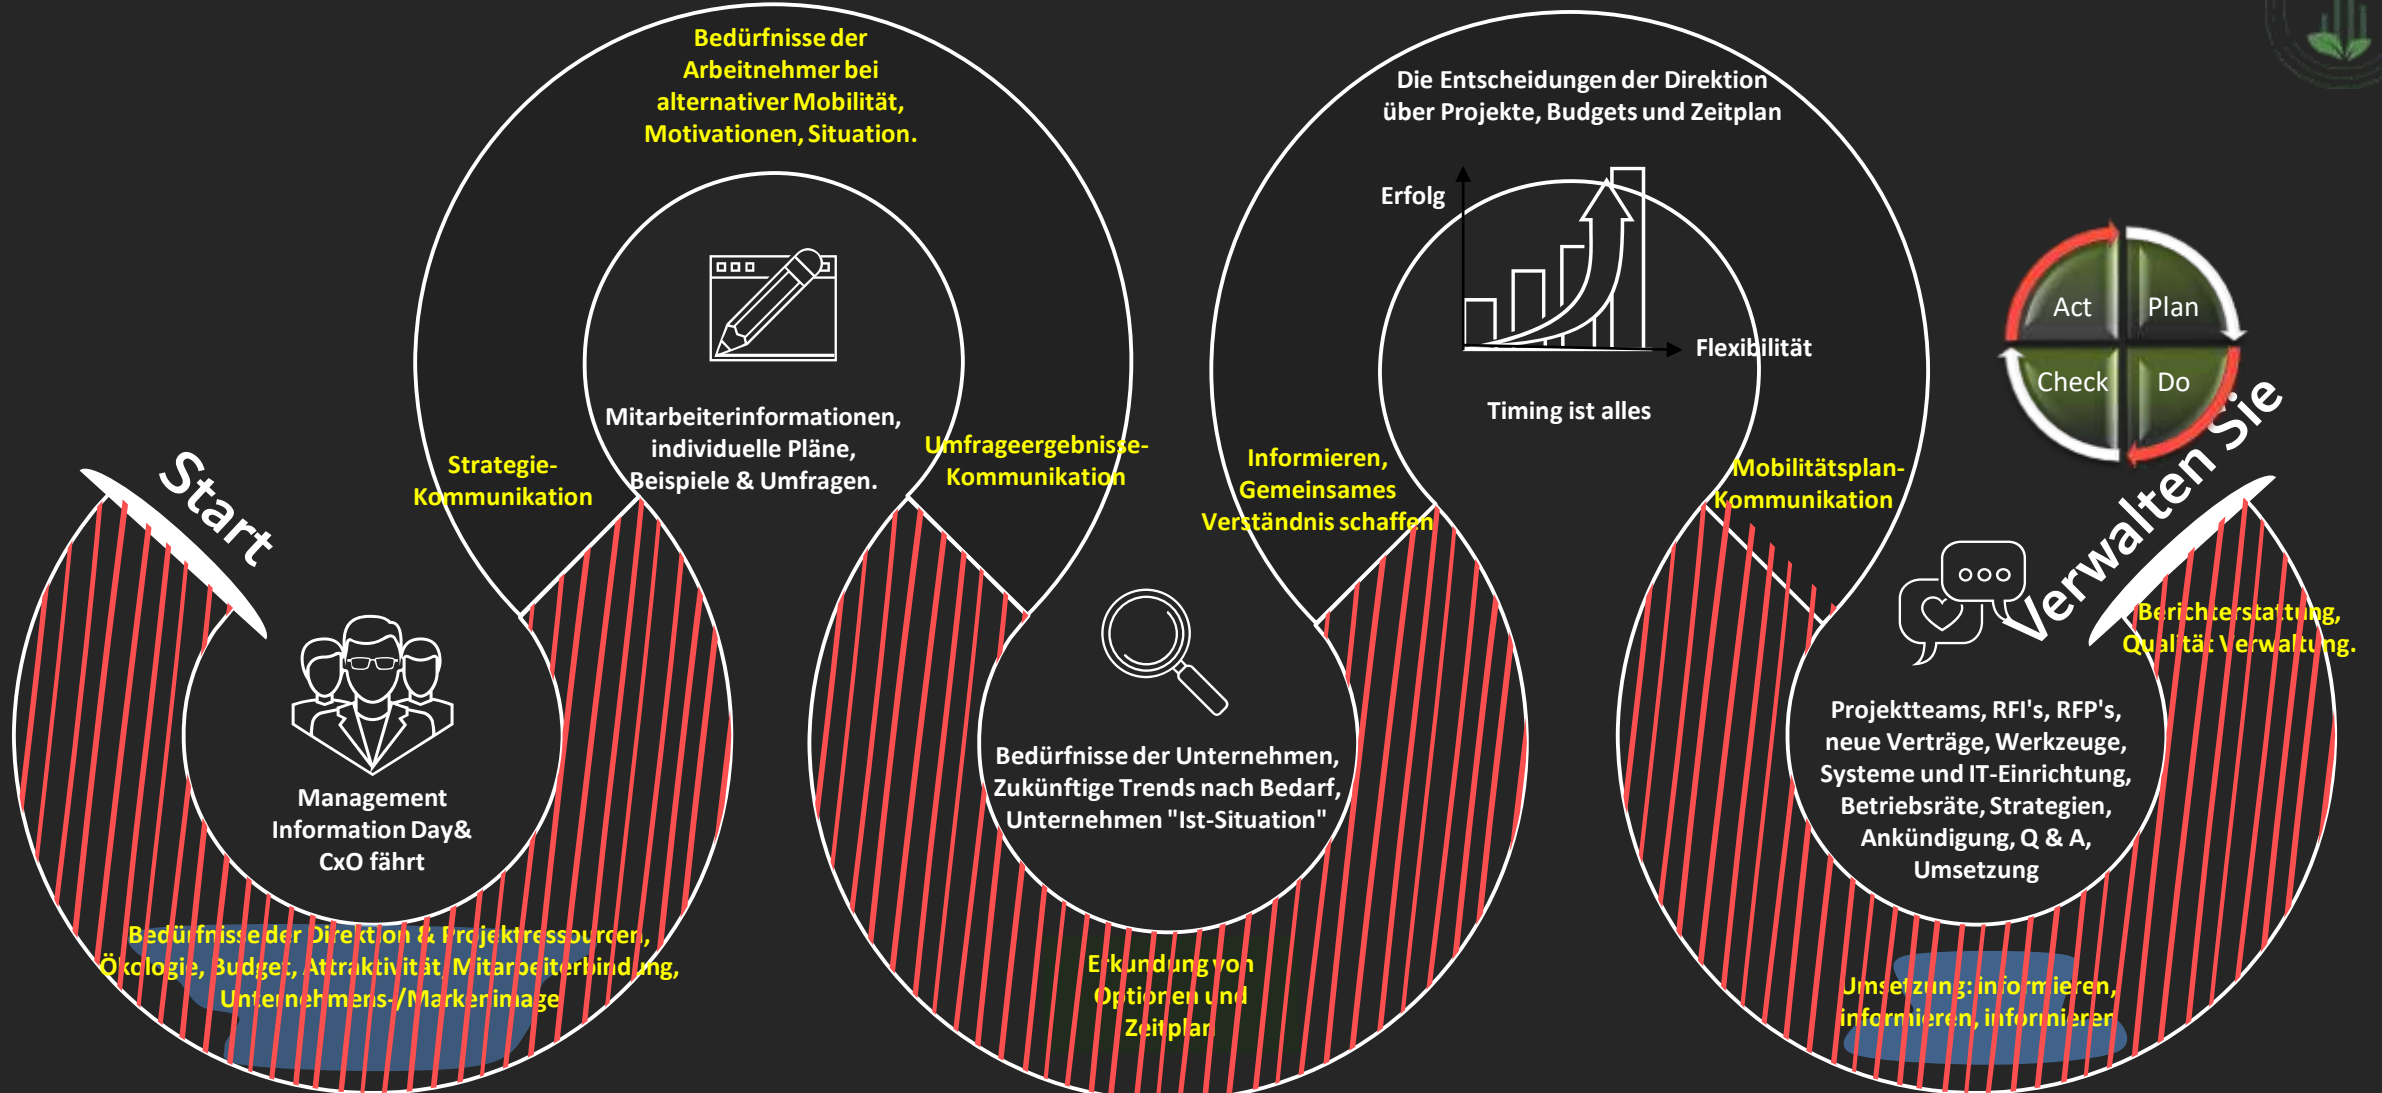 Start
Management
Information Day&
CxO fährt
Bedürfnisse der Direktion & Projektressourcen,
Ökologie, Budget, Attraktivität, Mitarbeiterbindung,
Unternehmens-/Markenimage
Strategie-
Kommunikation
Bedürfnisse der
Arbeitnehmer bei
alternativer Mobilität,
Motivationen, Situation.
Mitarbeiterinformationen,
individuelle Pläne,
Beispiele & Umfragen.
Umfrageergebnisse-
Kommunikation
Bedürfnisse der Unternehmen,
Zukünftige Trends nach Bedarf,
Unternehmen "Ist-Situation"
Erkundung von
Optionen und
Zeitplan
Informieren,
Gemeinsames
Verständnis schaffen
Die Entscheidungen der Direktion
über Projekte, Budgets und Zeitplan
Erfolg
Flexibilität
Timing ist alles
Mobilitätsplan-
Kommunikation
Projektteams, RFI's, RFP's,
neue Verträge, Werkzeuge,
Systeme und IT-Einrichtung,
Betriebsräte, Strategien,
Ankündigung, Q & A,
Umsetzung
Umsetzung: informieren,
informieren, informieren
Verwalten Sie
Berichterstattung,
Qualität Verwaltung.
Act
Plan
Check
Do